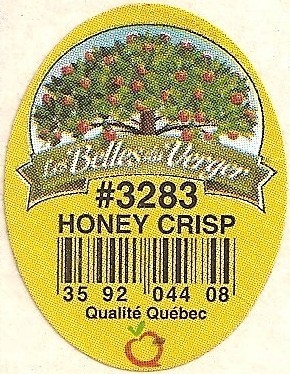 Les Belles du Verger
#3283
HONEY CRISP
35 92 044 08
Qualité Québec